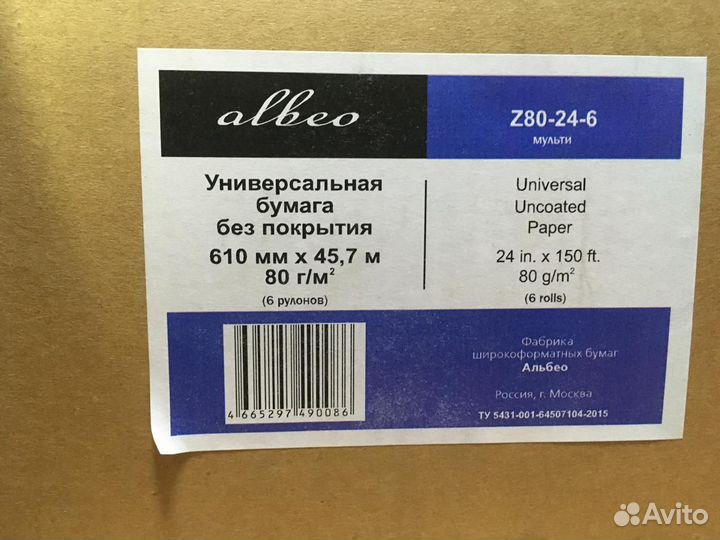 albeo
Z80-24-6
мульти
Универсальная
бумага
без покрытия
610 мм x 45,7 м
80 г/м²
(6 рулонов)
Universal
Uncoated
Paper
24 in. x 150 ft.
80 g/m²
(6 rolls)
4 665297 490086
Фабрика
широкоформатных бумаг
Альбео
Россия, г. Москва
ТУ 5431-001-64507104-2015
Avito